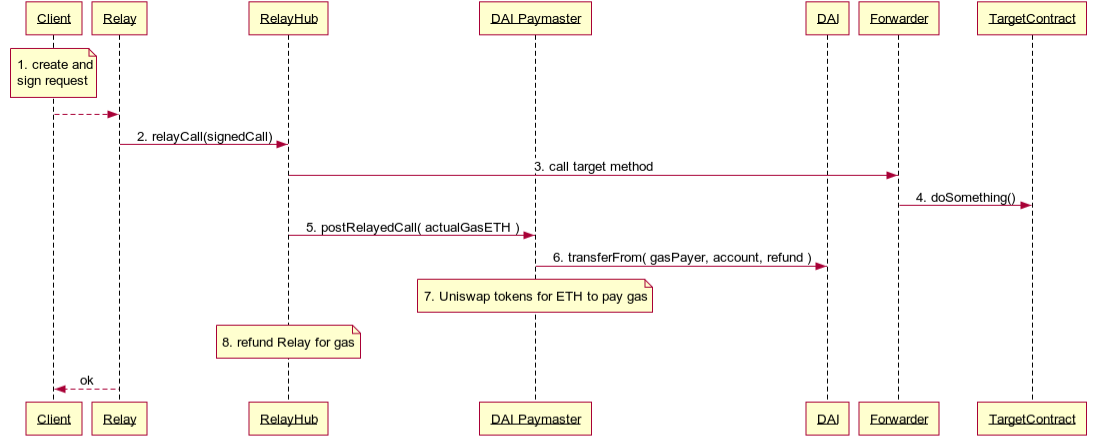 Client
Relay
RelayHub
DAI Paymaster
DAI
Forwarder
TargetContract
1. create and
sign request
2. relayCall(signedCall)
3. call target method
4. doSomething()
5. postRelayedCall( actualGasETH )
6. transferFrom( gasPayer, account, refund )
7. Uniswap tokens for ETH to pay gas
8. refund Relay for gas
ok
Client
Relay
RelayHub
DAI Paymaster
DAI
Forwarder
TargetContract